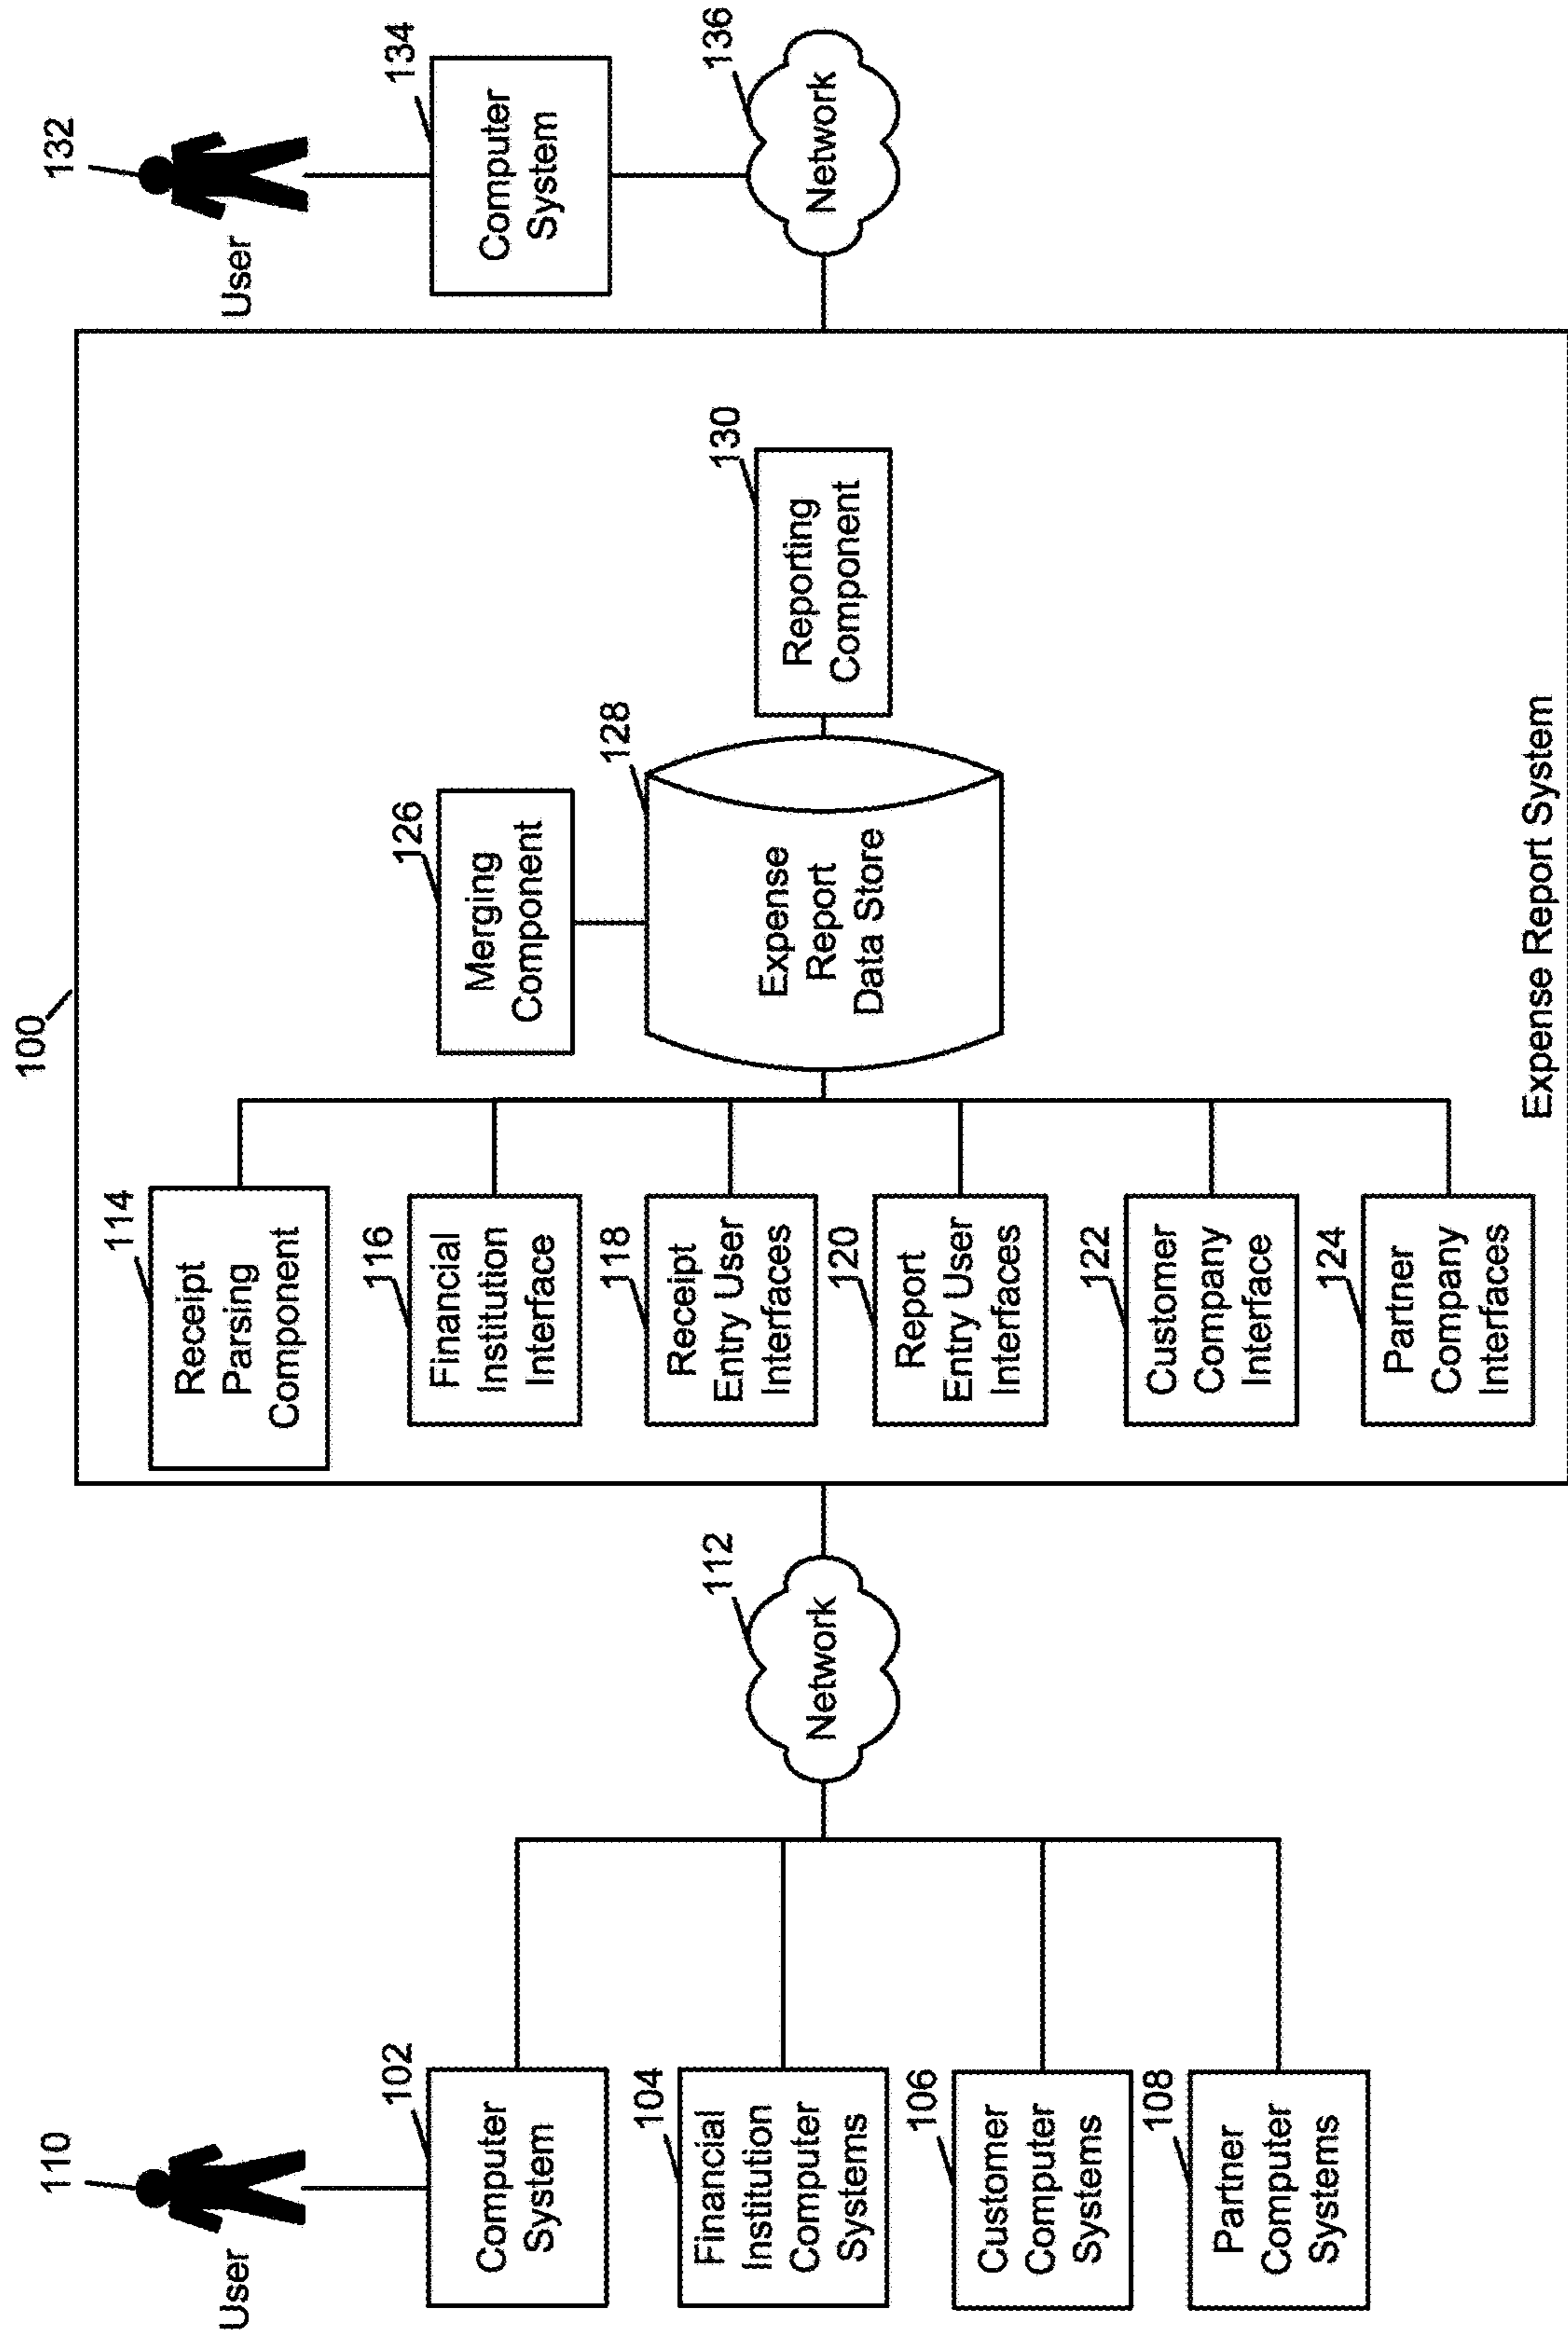 110
User
102
Computer
System
104
Financial
Institution
Computer
Systems
106
Customer
Computer
Systems
108
Partner
Computer
Systems
112
Network
100
114
Receipt
Parsing
Component
116
Financial
Institution
Interface
118
Receipt
Entry User
Interfaces
120
Report
Entry User
Interfaces
122
Customer
Company
Interface
124
Partner
Company
Interfaces
126
Merging
Component
128
Expense
Report
Data Store
130
Reporting
Component
Expense Report System
132
User
134
Computer
System
136
Network